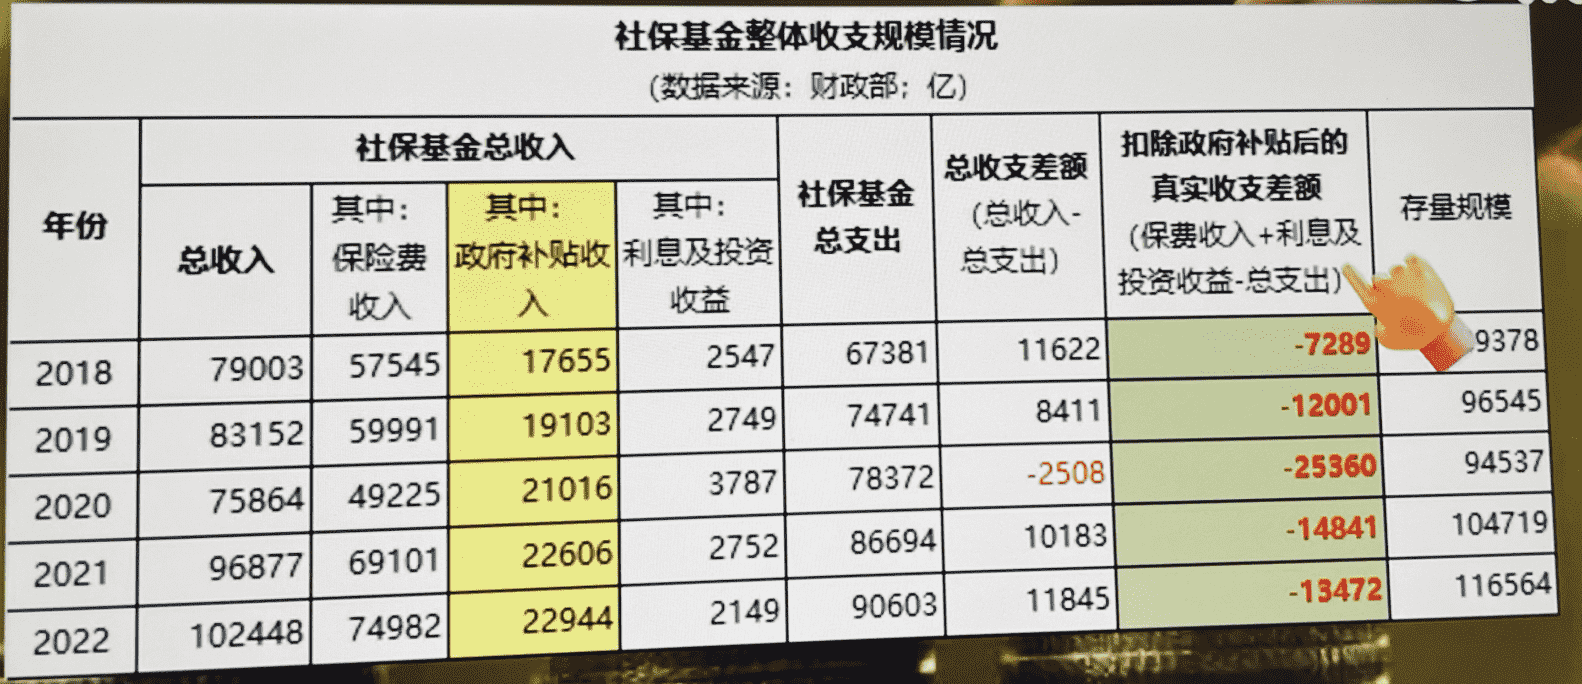 社保基金整体收支规模情况
(数据来源：财政部；亿)
年份 社保基金总收入 社保基金总支出 总收支差额（总收入-总支出） 扣除政府补贴后的真实收支差额（保费收入+利息及投资收益-总支出） 存量规模
总收入 其中：保险费收入 其中：政府补贴收入 其中：利息及投资收益
2018 79003 57545 17655 2547 67381 11622 -7289 9378
2019 83152 59991 19103 2749 74741 8411 -12001 96545
2020 75864 49225 21016 3787 78372 -2508 -25360 94537
2021 96877 69101 22606 2752 86694 10183 -14841 104719
2022 102448 74982 22944 2149 90603 11845 -13472 116564